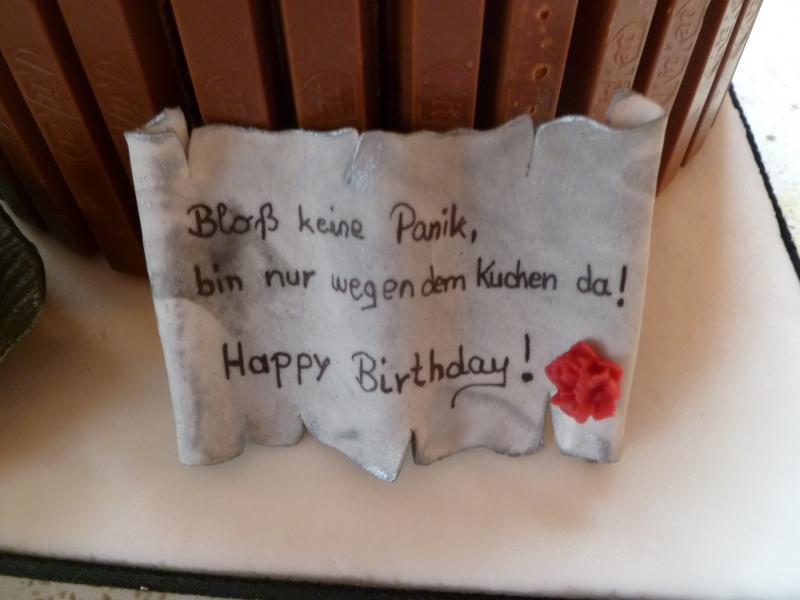 Bloß keine Panik,
bin nur wegen dem Kuchen da!
Happy Birthday!